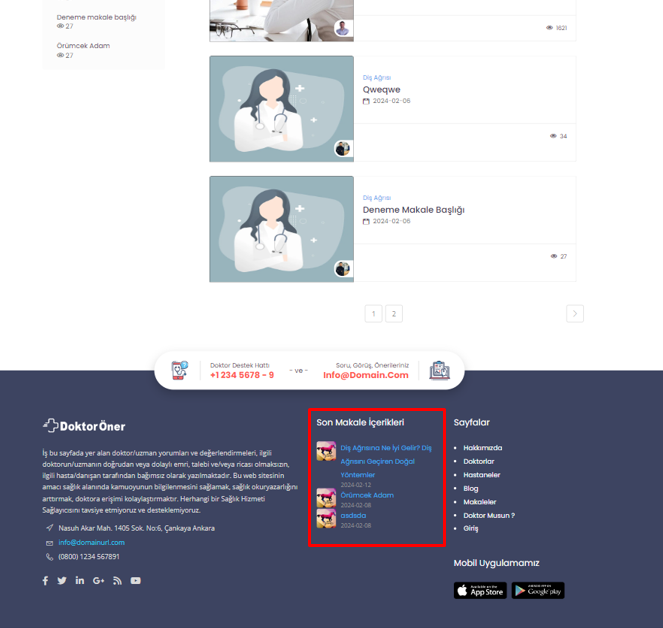 Deneme makale başlığı
27
Örümcek Adam
27
1621
Diş Ağrısı
Qweqwe
2024-02-06
34
Diş Ağrısı
Deneme Makale Başlığı
2024-02-06
27
1 2
Doktor Destek Hattı
+1 234 5678 - 9
- ve -
Soru, Görüş, Önerileriniz
Info@Domain.Com
DoktorÖner
İş bu sayfada yer alan doktor/uzman yorumları ve değerlendirmeleri, ilgili
doktorun/uzmanın doğrudan veya dolaylı emri, talebi ve/veya ricası olmaksızın,
ilgili hasta/danışan tarafından bağımsız olarak yazılmaktadır. Bu web sitesinin
amacı sağlık alanında kamuoyunun bilgilenmesini sağlamak, sağlık okuryazarlığını
arttırmak, doktora erişimi kolaylaştırmaktır. Herhangi bir Sağlık Hizmeti
Sağlayıcısını tavsiye etmiyoruz ve desteklemiyoruz.
Nasuh Akar Mah. 1405 Sok. No:6, Çankaya Ankara
info@domainurl.com
(0800) 1234 567891
Son Makale İçerikleri
Diş Ağrısına Ne İyi Gelir? Diş
Ağrısını Geçiren Doğal
Yöntemler
2024-02-12
Örümcek Adam
2024-02-08
asdsda
2024-02-08
Sayfalar
Hakkımızda
Doktorlar
Hastaneler
Blog
Makaleler
Doktor Musun ?
Giriş
Mobil Uygulamamız
Available on the
App Store
Google play